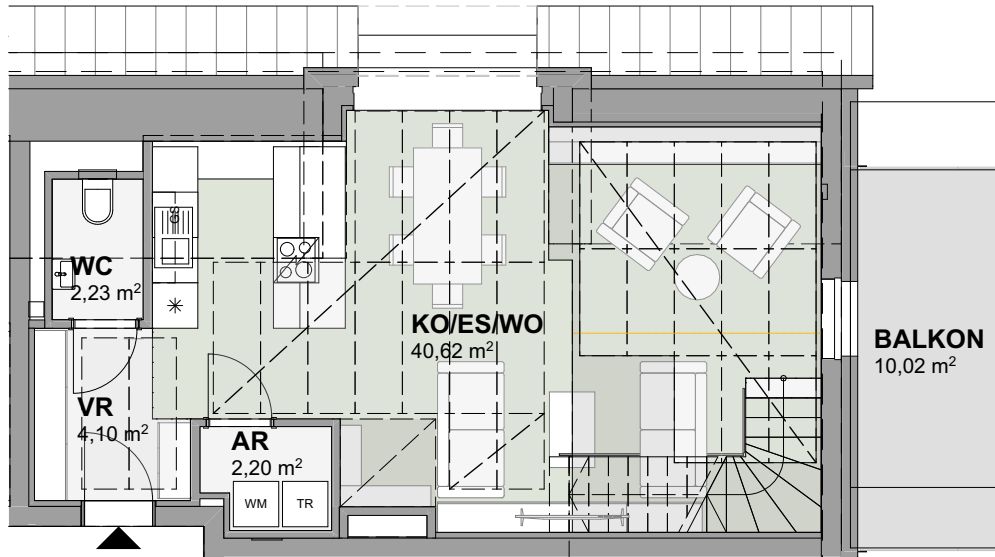 GS
WC
2,23 m²
KO/ES/WO
40,62 m²
BALKON
10,02 m²
VR
4,10 m²
AR
2,20 m²
WM
TR